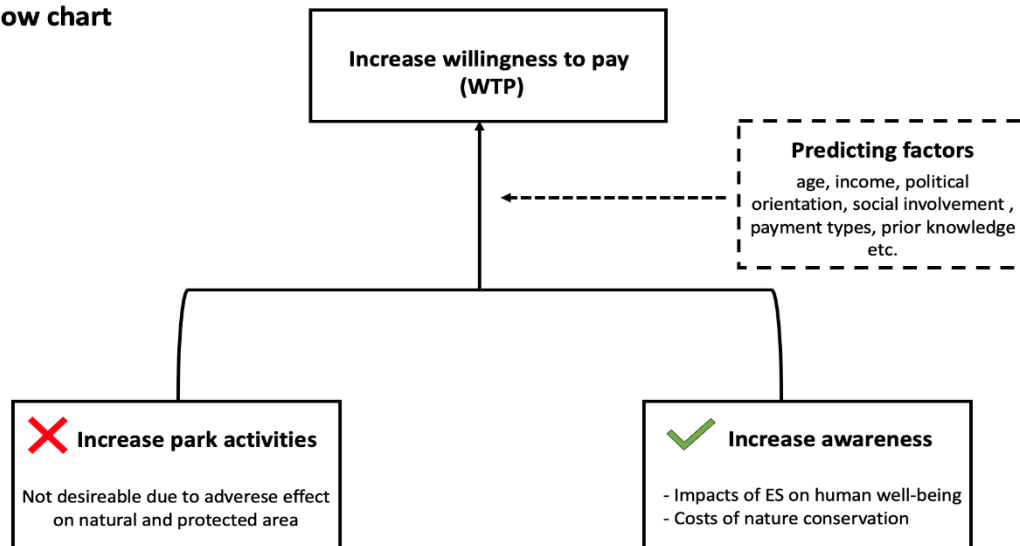 ow chart
Increase willingness to pay
(WTP)
Predicting factors
age, income, political
orientation, social involvement ,
payment types, prior knowledge
etc.
Increase park activities
Not desireable due to adverese effect
on natural and protected area
Increase awareness
- Impacts of ES on human well-being
- Costs of nature conservation